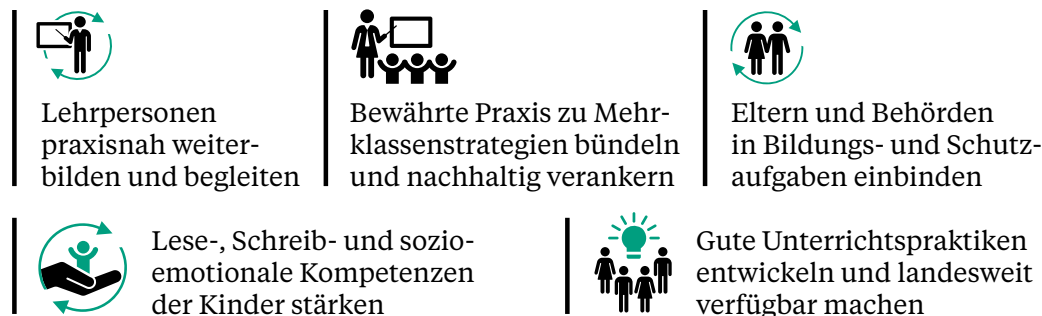 Lehrpersonen
praxisnah weiter-
bilden und begleiten
Bewährte Praxis zu Mehr-
klassenstrategien bündeln
und nachhaltig verankern
Eltern und Behörden
in Bildungs- und Schutz-
aufgaben einbinden
Lese-, Schreib- und sozio-
emotionale Kompetenzen
der Kinder stärken
Gute Unterrichtspraktiken
entwickeln und landesweit
verfügbar machen